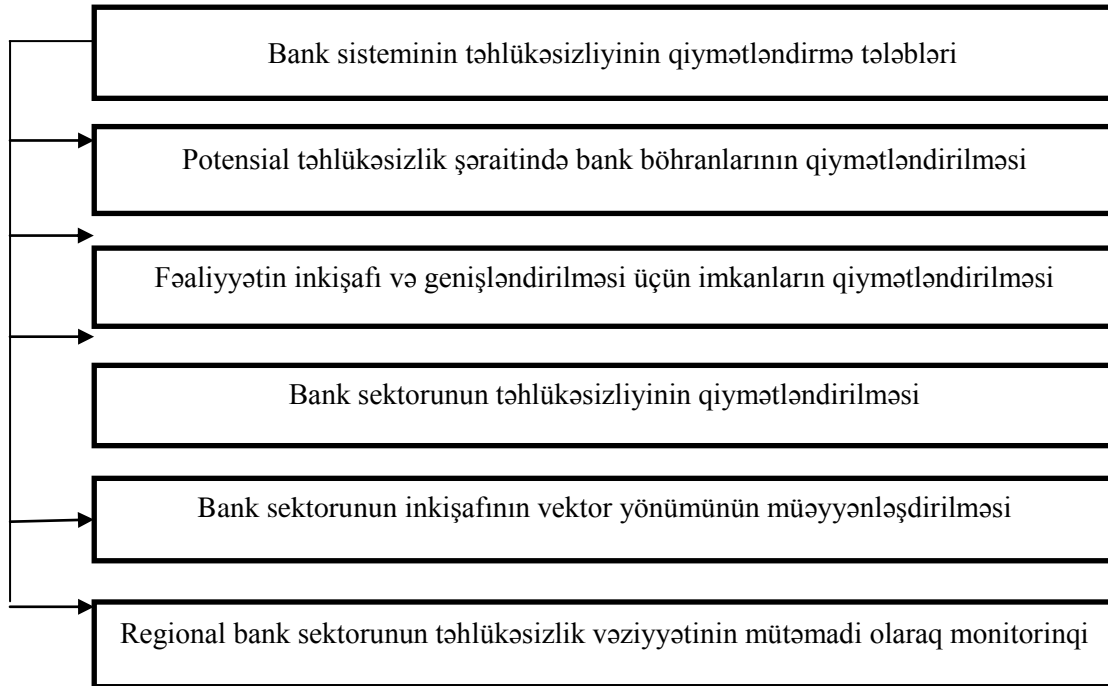 Bank sisteminin təhlükəsizliyinin qiymətləndirmə tələbləri
Potensial təhlükəsizlik şəraitində bank böhranlarının qiymətləndirilməsi
Fəaliyyətin inkişafı və genişləndirilməsi üçün imkanların qiymətləndirilməsi
Bank sektorunun təhlükəsizliyinin qiymətləndirilməsi
Bank sektorunun inkişafının vektor yönümünün müəyyənləşdirilməsi
Regional bank sektorunun təhlükəsizlik vəziyyətinin mütəmadi olaraq monitorinqi